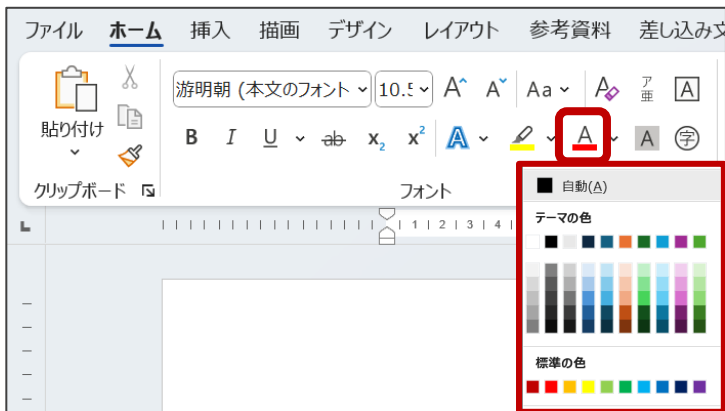 ファイル ホーム 挿入 描画 デザイン レイアウト 参考資料 差し込み文
貼り付け
游明朝 (本文のフォント 10.5
A A Aa A ア亜 A
B I U ab x₂ x² A A A 字
クリップボード フォント
自動(A)
テーマの色
1 2 3 4
標準の色